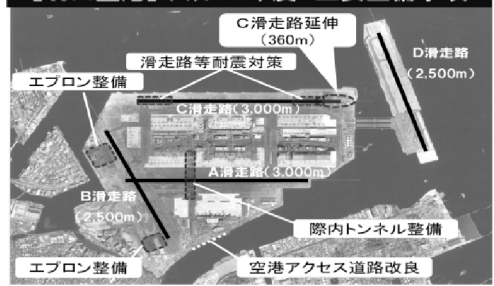 C滑走路延伸
(360m)
D滑走路
(2,500m)
滑走路等耐震対策
エプロン整備
C滑走路(3,000m)
A滑走路(3,000m)
B滑走路
(2,500m)
際内トンネル整備
エプロン整備
空港アクセス道路改良